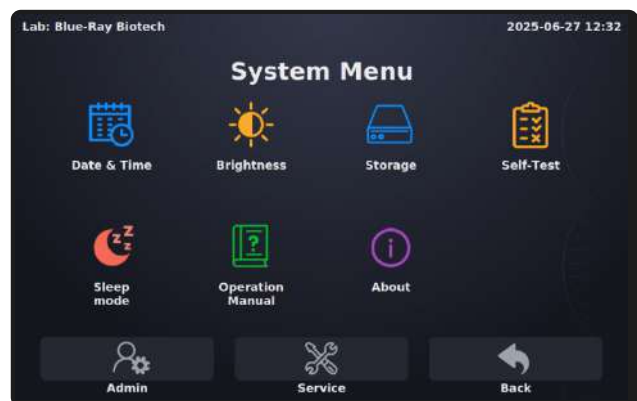 Lab: Blue-Ray Biotech 2025-06-27 12:32
System Menu
Date & Time Brightness Storage Self-Test
Sleep mode
Operation Manual
About
Admin Service Back